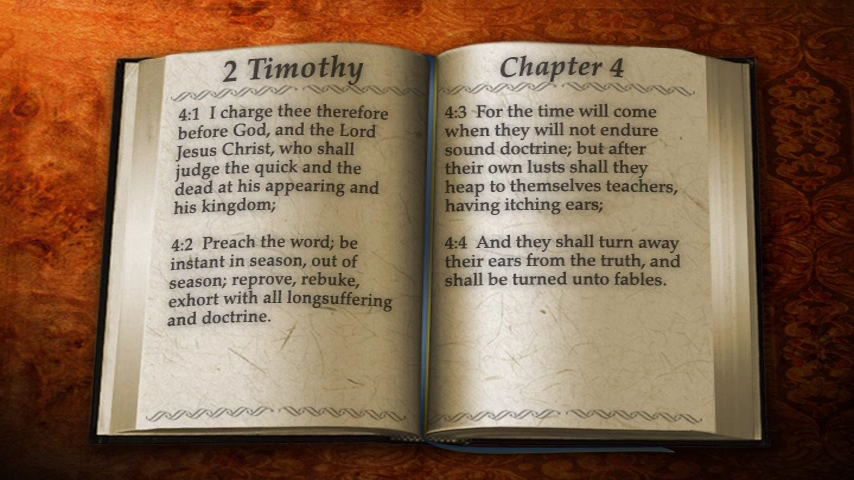 2 Timothy
4:1 I charge thee therefore
before God, and the Lord
Jesus Christ, who shall
judge the quick and the
dead at his appearing and
his kingdom;
4:2 Preach the word; be
instant in season, out of
season; reprove, rebuke,
exhort with all longsuffering
and doctrine.
Chapter 4
4:3 For the time will come
when they will not endure
sound doctrine; but after
their own lusts shall they
heap to themselves teachers,
having itching ears;
4:4 And they shall turn away
their ears from the truth, and
shall be turned unto fables.